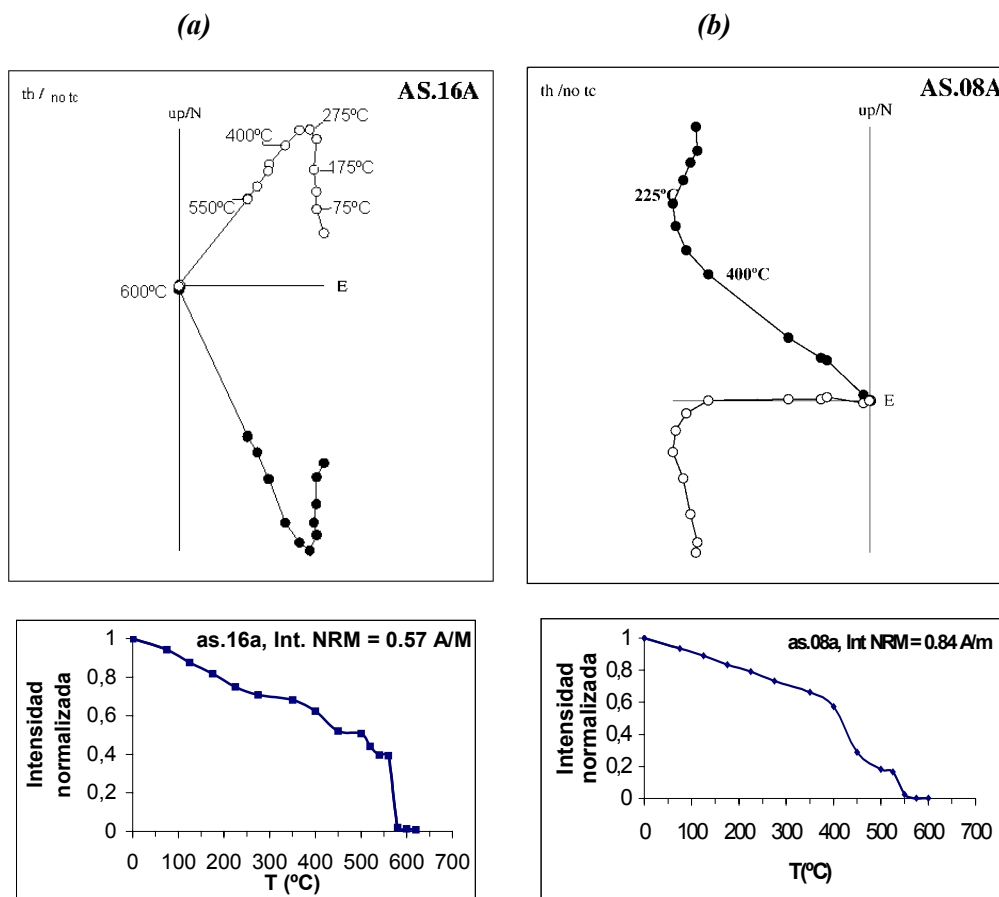 (a)
(b)
th / no tc
AS.16A
up/N
275ºC
400ºC
175ºC
550ºC
75ºC
600ºC
E
th /no tc
AS.08A
up/N
225ºC
400ºC
E
as.16a, Int. NRM = 0.57 A/M
Intensidad
normalizada
1
0,8
0,6
0,4
0,2
0
0 100 200 300 400 500 600 700
T (ºC)
as.08a, Int NRM = 0.84 A/m
Intensidad
normalizada
1
0,8
0,6
0,4
0,2
0
0 100 200 300 400 500 600 700
T(ºC)